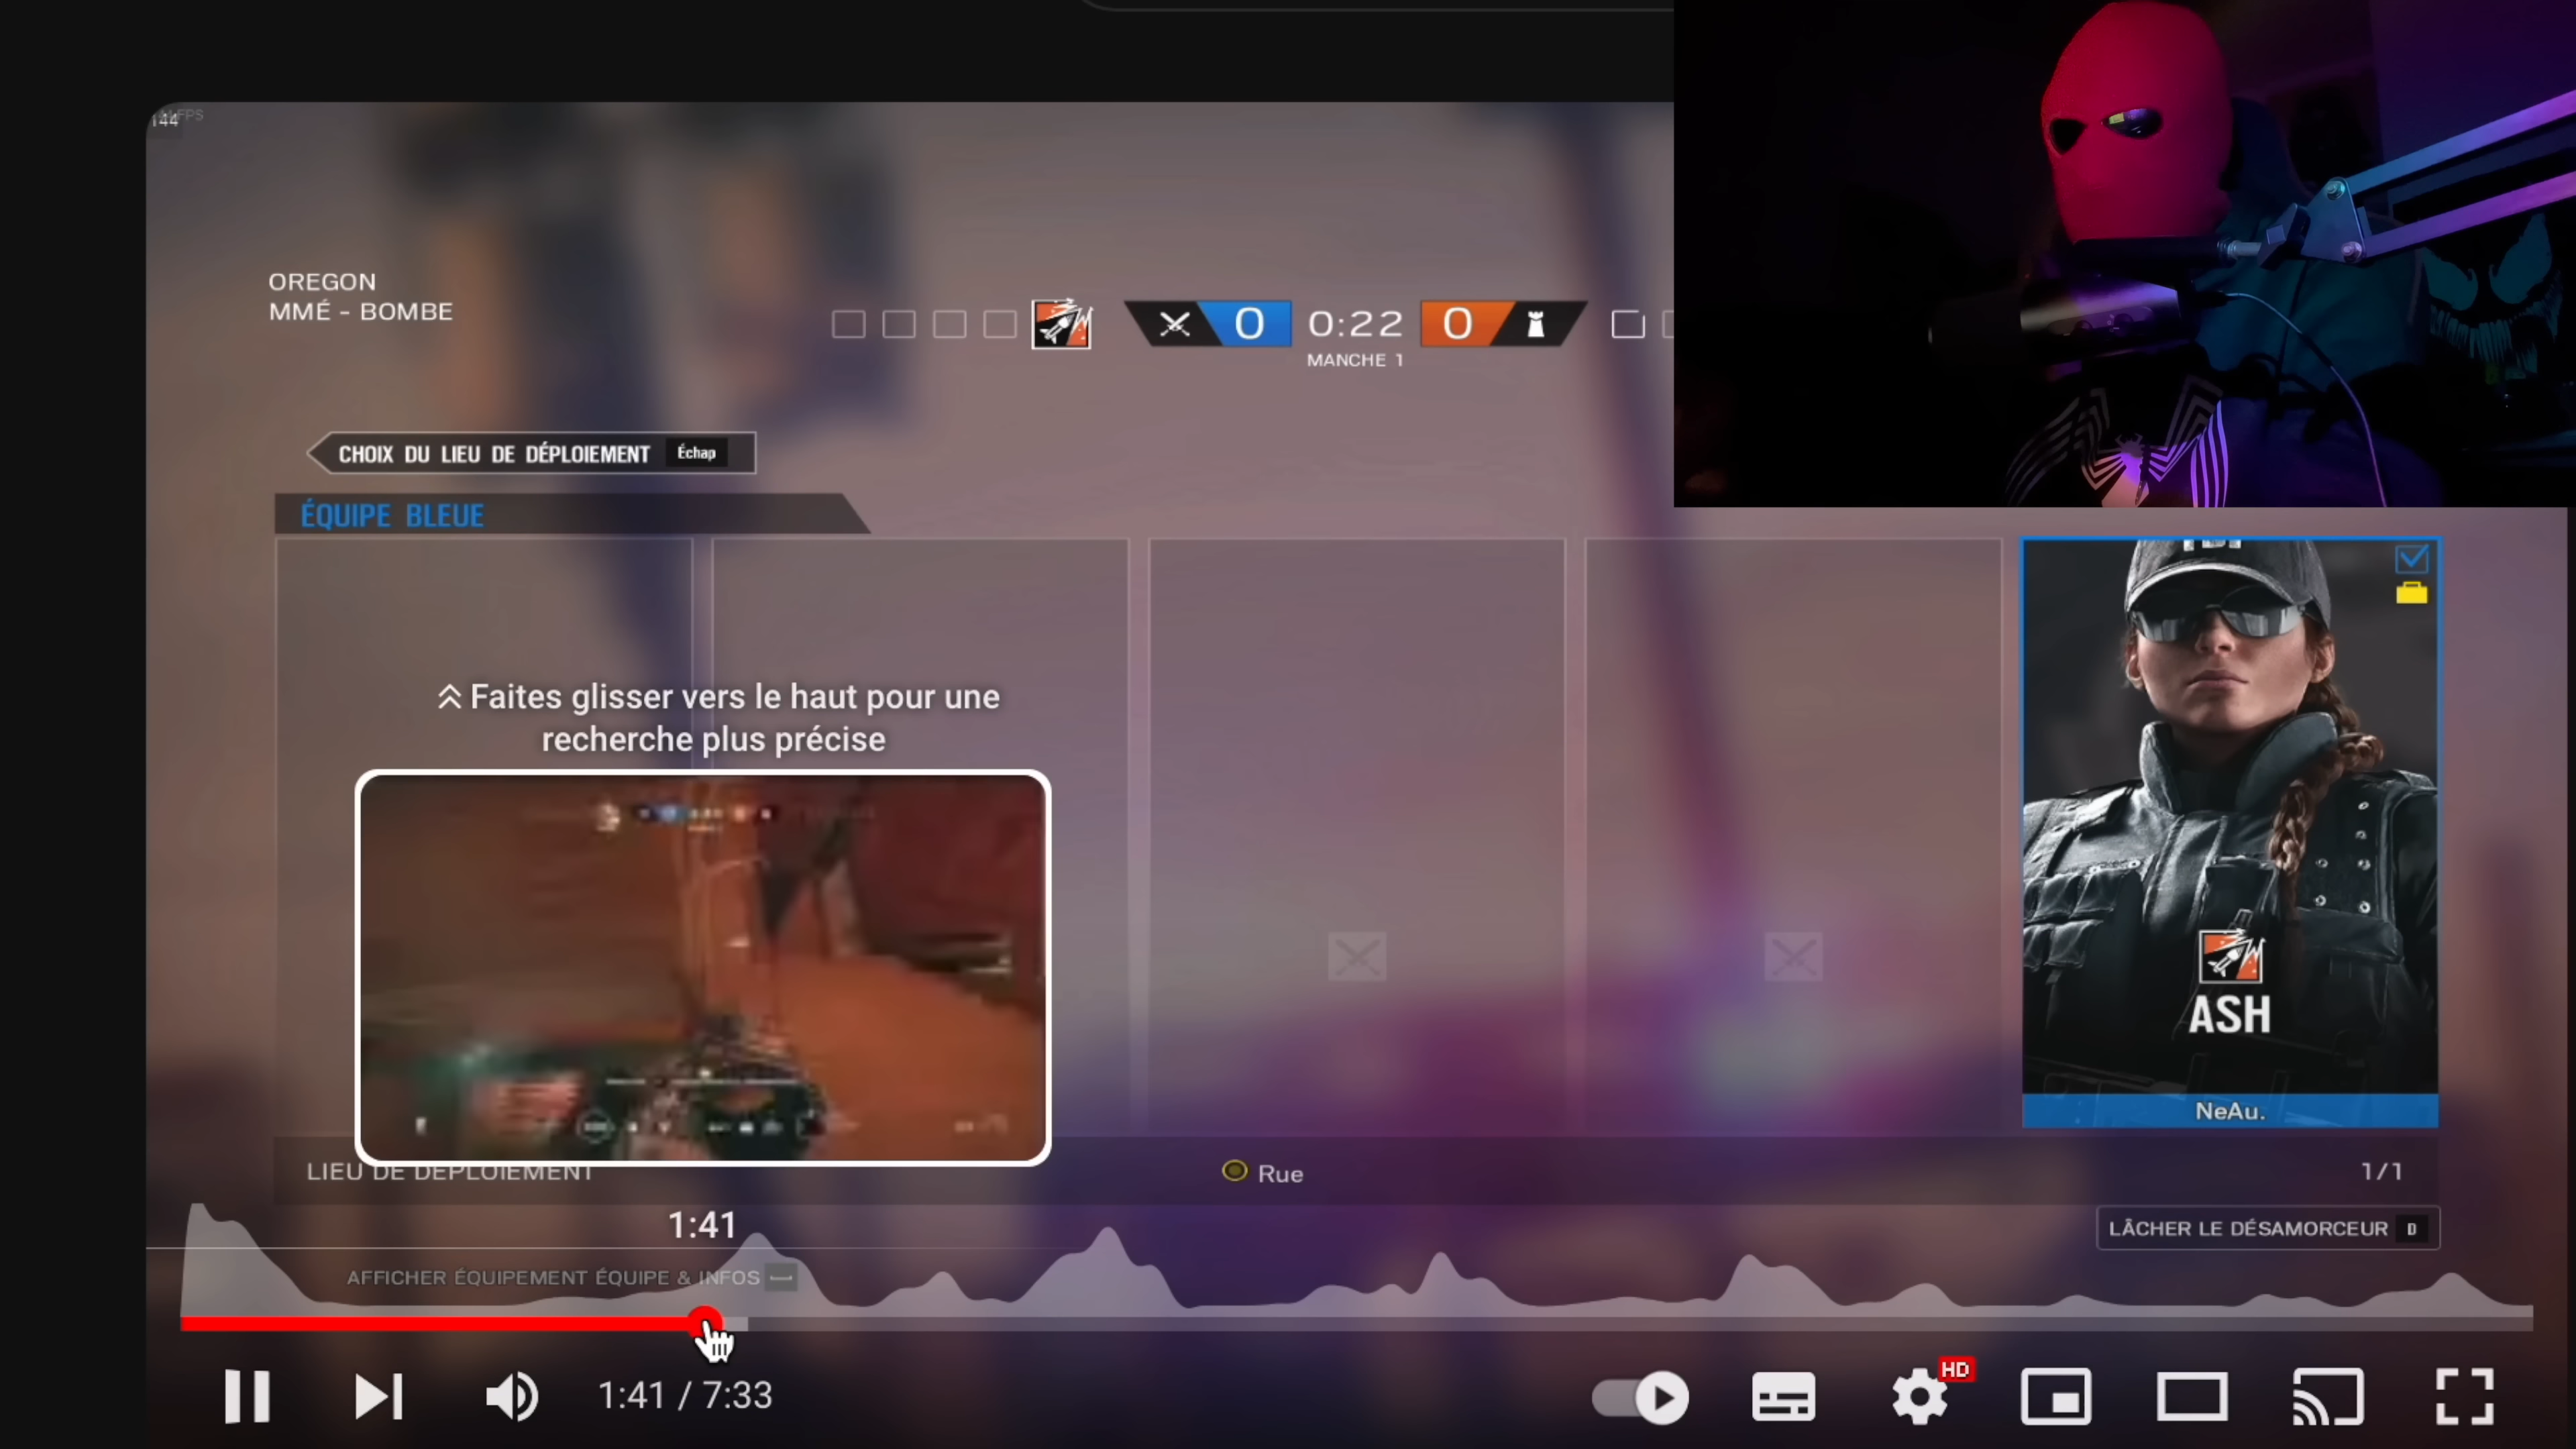 144 FPS
OREGON
MMÉ - BOMBE
0 0:22 0
MANCHE 1
CHOIX DU LIEU DE DÉPLOIEMENT Échap
ÉQUIPE BLEUE
Faites glisser vers le haut pour une
recherche plus précise
ASH
NeAu.
LIEU DE DÉPLOIEMENT Rue 1/1
1:41
LÂCHER LE DÉSAMORCEUR D
AFFICHER ÉQUIPEMENT ÉQUIPE & INFOS
1:41 / 7:33
HD